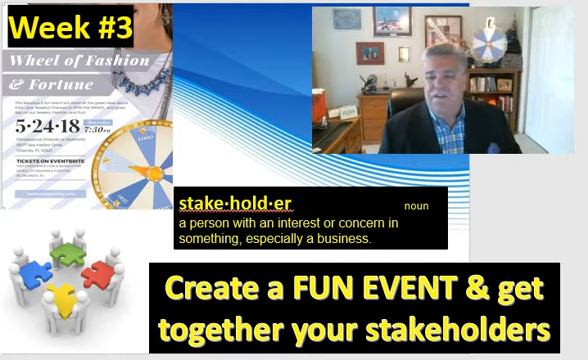 Week #3
Wheel of Fashion
& Fortune
5•24•18
7:30PM
TICKETS ON EVENTBRITE
stake·hold·er
noun
a person with an interest or concern in
something, especially a business.
Create a FUN EVENT & get
together your stakeholders